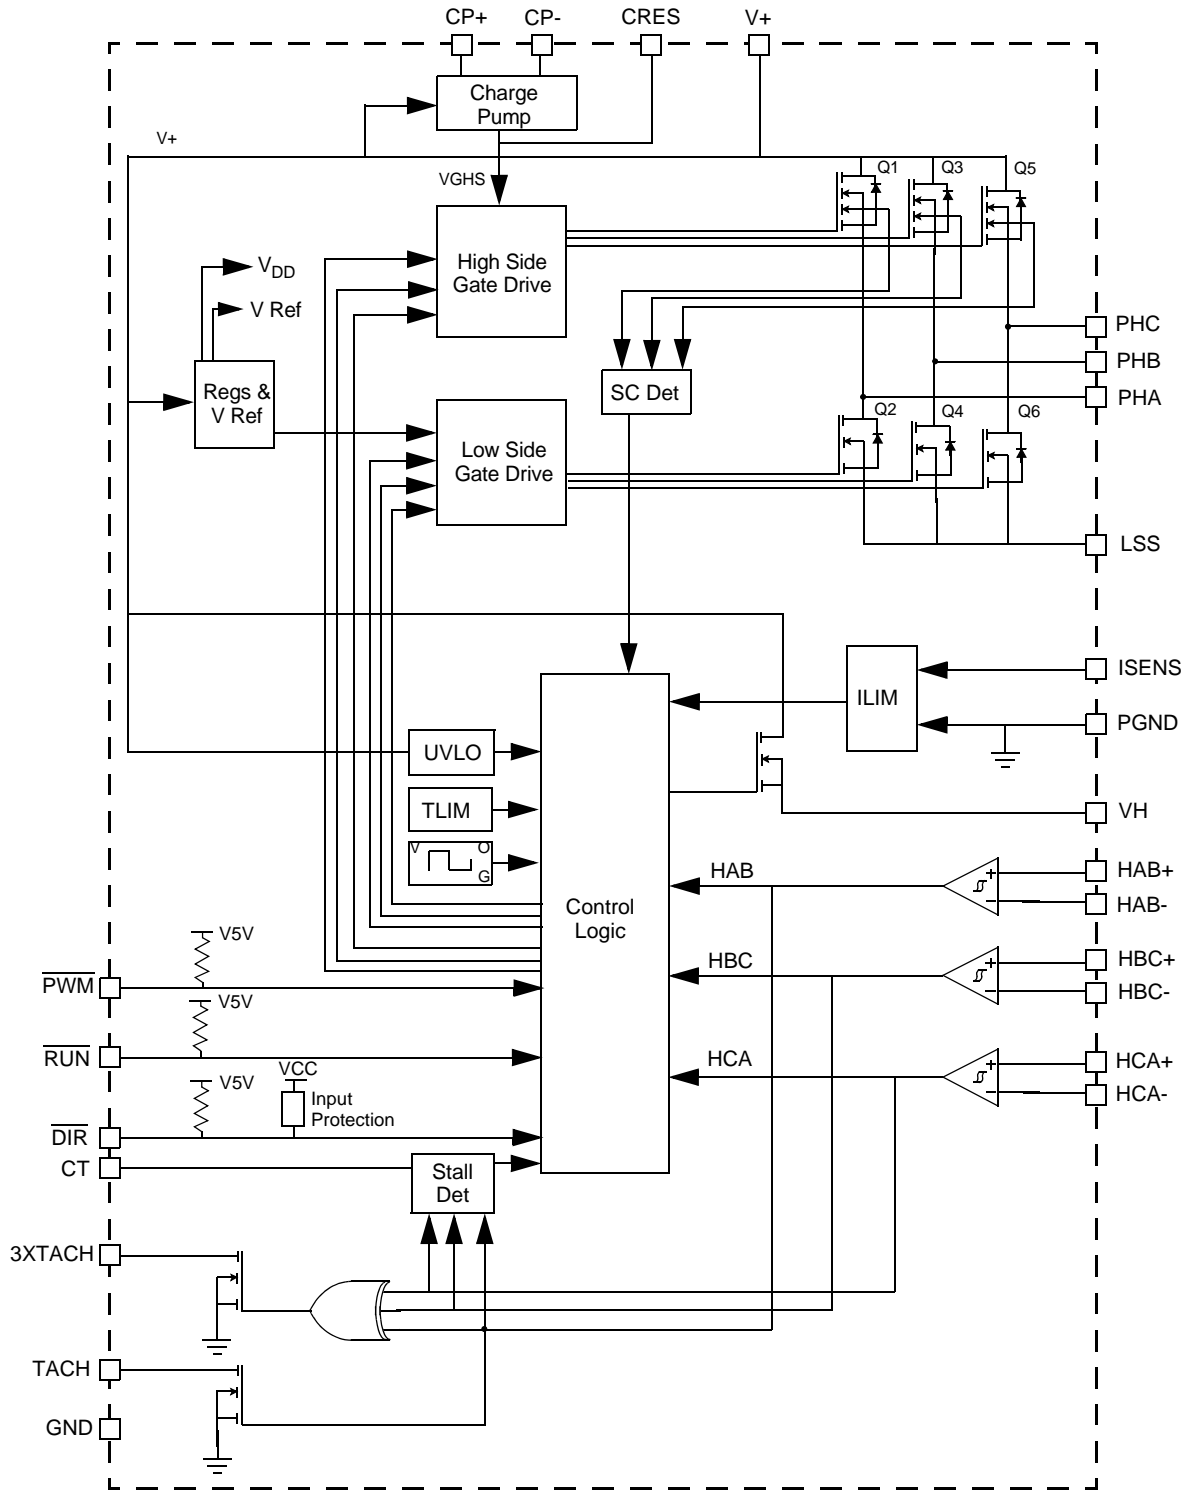 CP+ CP- CRES V+
Charge
Pump
V+
VGHS
Q1 Q3 Q5
High Side
Gate Drive
VDD
V Ref
PHC
PHB
PHA
Regs &
V Ref
SC Det
Q2 Q4 Q6
Low Side
Gate Drive
LSS
ISENS
ILIM
PGND
UVLO
TLIM
VH
V O
G
HAB
HAB+
HAB-
Control
Logic
V5V
HBC
HBC+
HBC-
PWM
V5V
RUN
HCA
HCA+
HCA-
VCC
V5V
Input
Protection
DIR
CT
Stall
Det
3XTACH
TACH
GND